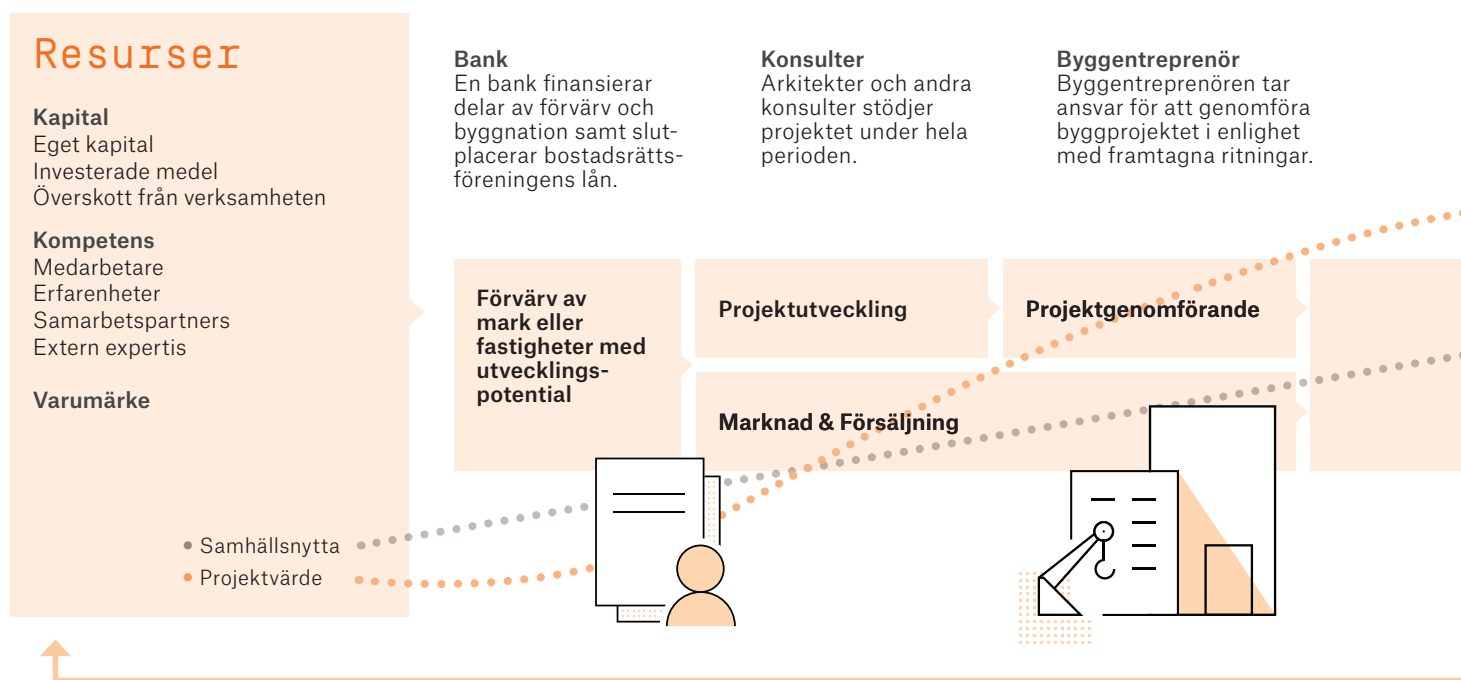 Resurser
Kapital
Eget kapital
Investerade medel
Överskott från verksamheten
Kompetens
Medarbetare
Erfarenheter
Samarbetspartners
Extern expertis
Varumärke
Samhällsnytta
Projektvärde
Bank
En bank finansierar
delar av förvärv och
byggnation samt slut-
placerar bostadsrätts-
föreningens lån.
Konsulter
Arkitekter och andra
konsulter stödjer
projektet under hela
perioden.
Byggentreprenör
Byggentreprenören tar
ansvar för att genomföra
byggprojektet i enlighet
med framtagna ritningar.
Förvärv av
mark eller
fastigheter med
utvecklings-
potential
Projektutveckling
Projektgenomförande
Marknad & Försäljning